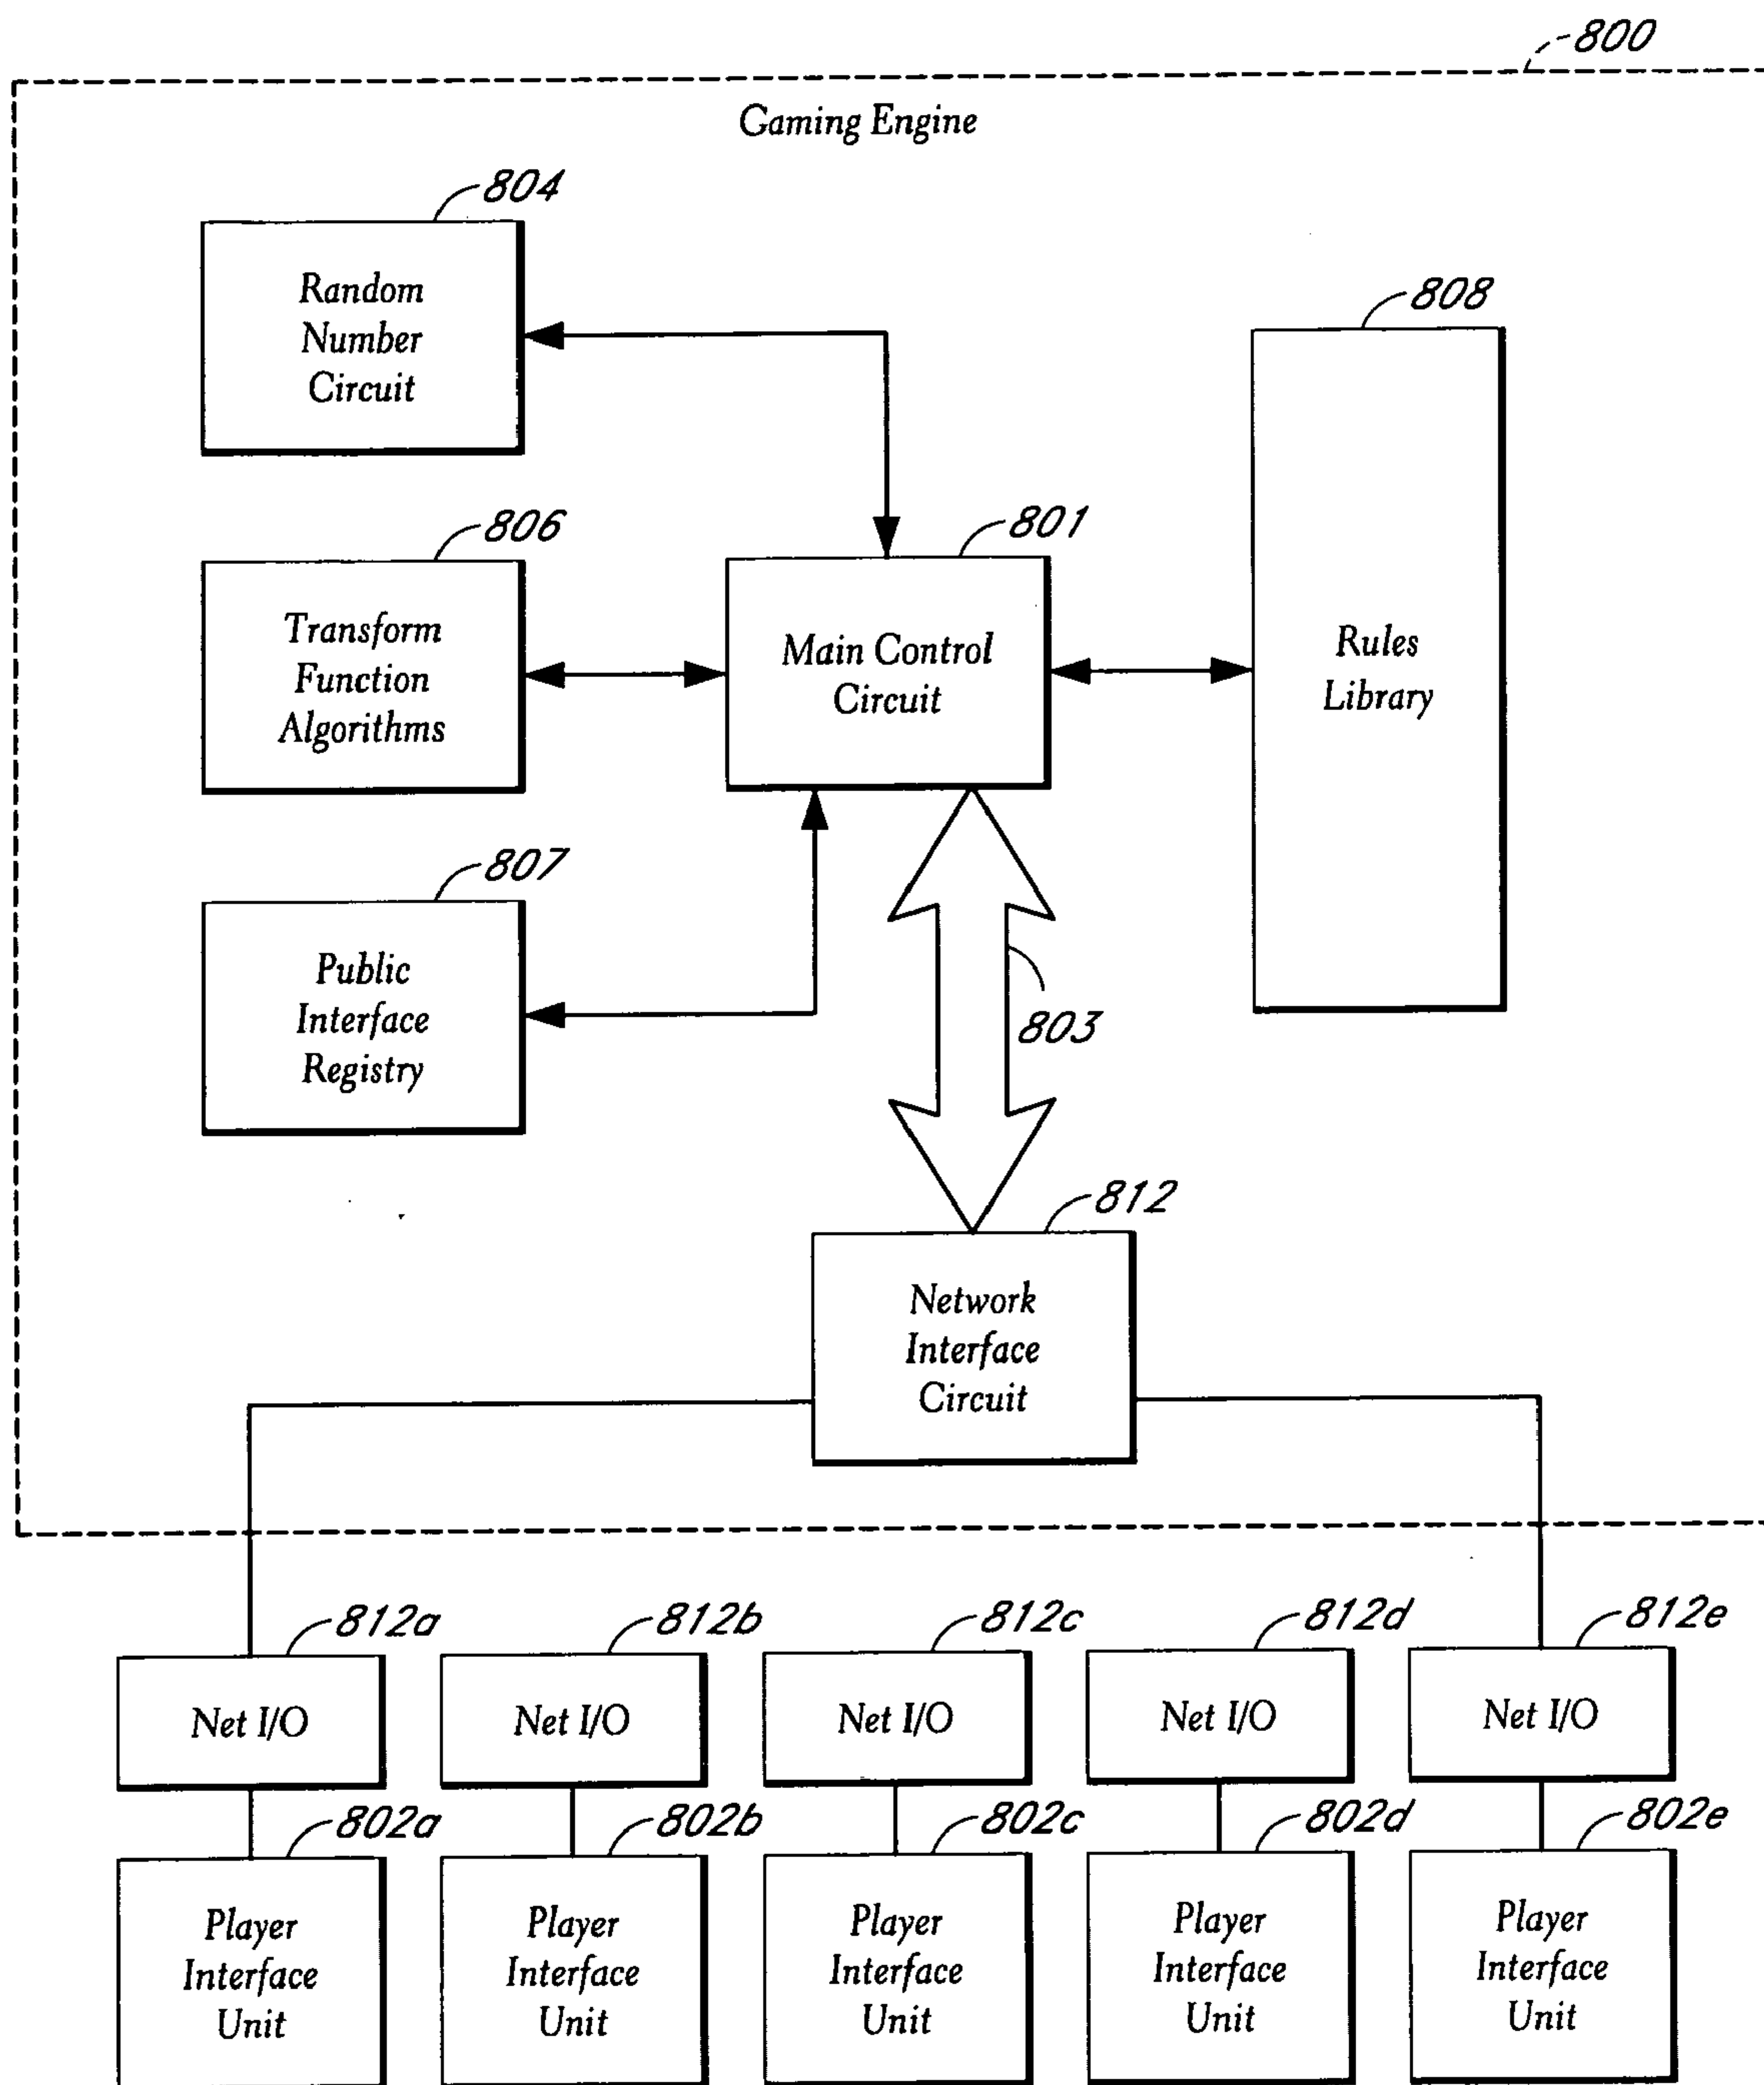 800
Gaming Engine
804
Random
Number
Circuit
808
Rules
Library
806
Transform
Function
Algorithms
801
Main Control
Circuit
807
Public
Interface
Registry
803
812
Network
Interface
Circuit
812a
812b
812c
812d
812e
Net I/O
Net I/O
Net I/O
Net I/O
Net I/O
802a
802b
802c
802d
802e
Player
Interface
Unit
Player
Interface
Unit
Player
Interface
Unit
Player
Interface
Unit
Player
Interface
Unit